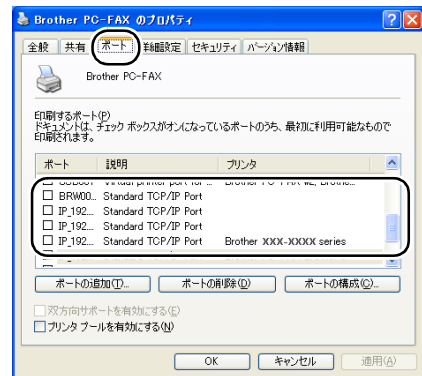 Brother PC-FAX のプロパティ
全般 共有 ポート 詳細設定 セキュリティ バージョン情報
Brother PC-FAX
印刷するポート(P)
ドキュメントは、チェック ボックスがオンになっているポートのうち、最初に利用可能なもので
印刷されます。
ポート 説明 プリンタ
BRW00... Standard TCP/IP Port
IP_192... Standard TCP/IP Port
IP_192... Standard TCP/IP Port
IP_192... Standard TCP/IP Port Brother XXX-XXXX series
ポートの追加(T)... ポートの削除(D) ポートの構成(C)...
双方向サポートを有効にする(E)
プリンタ プールを有効にする(N)
OK キャンセル 適用(A)